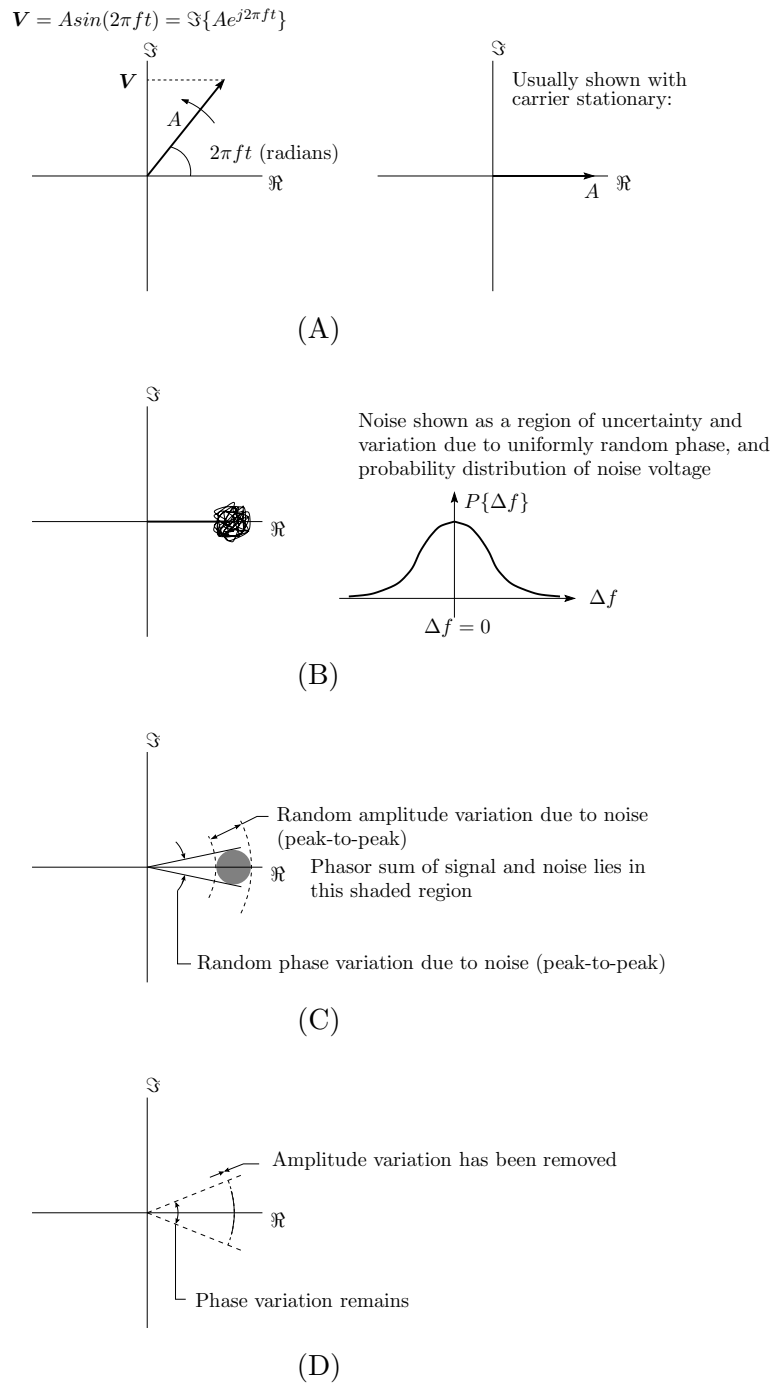 V = Asin(2πft) = ℑ{Ae^{j2πft}}
ℑ
V
A
2πft (radians)
ℜ
ℑ
Usually shown with
carrier stationary:
A
ℜ
(A)
ℑ
ℜ
Noise shown as a region of uncertainty and
variation due to uniformly random phase, and
probability distribution of noise voltage
P{Δf}
Δf
Δf = 0
(B)
ℑ
Random amplitude variation due to noise
(peak-to-peak)
ℜ
Phasor sum of signal and noise lies in
this shaded region
Random phase variation due to noise (peak-to-peak)
(C)
ℑ
Amplitude variation has been removed
ℜ
Phase variation remains
(D)